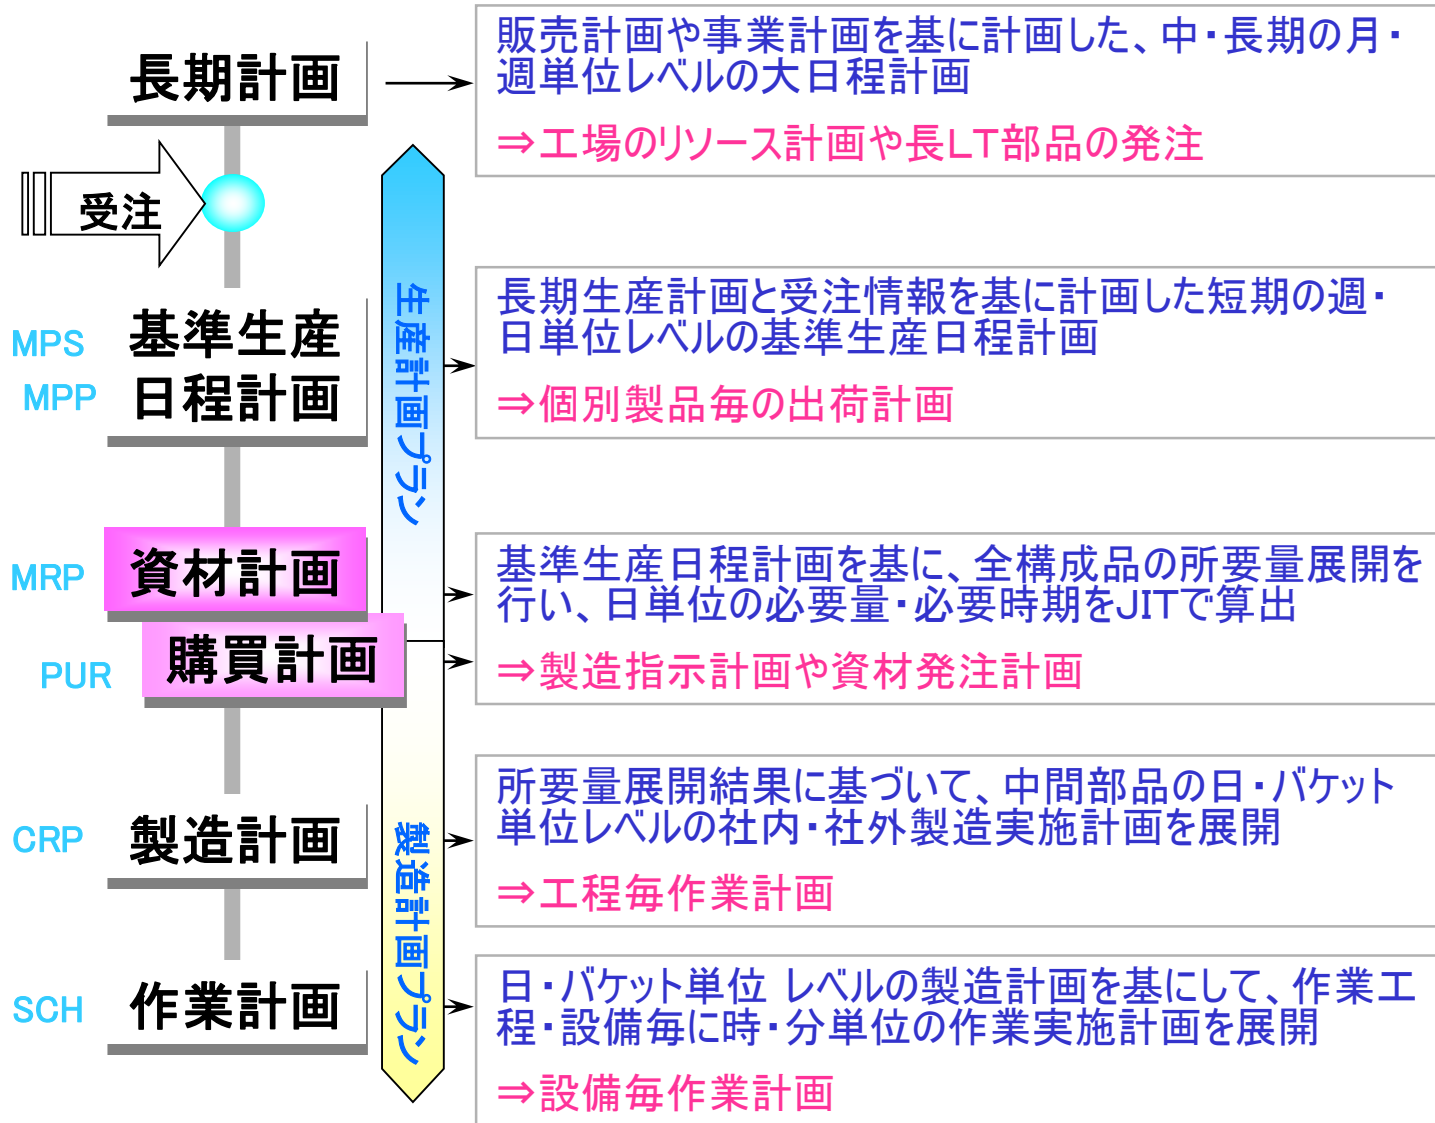 長期計画
販売計画や事業計画を基に計画した、中・長期の月・
週単位レベルの大日程計画
⇒工場のリソース計画や長LT部品の発注
受注
生産計画プラン
MPS
MPP
基準生産
日程計画
長期生産計画と受注情報を基に計画した短期の週・
日単位レベルの基準生産日程計画
⇒個別製品毎の出荷計画
MRP
資材計画
PUR
購買計画
基準生産日程計画を基に、全構成品の所要量展開を
行い、日単位の必要量・必要時期をJITで算出
⇒製造指示計画や資材発注計画
製造計画プラン
CRP
製造計画
所要量展開結果に基づいて、中間部品の日・バケット
単位レベルの社内・社外製造実施計画を展開
⇒工程毎作業計画
SCH
作業計画
日・バケット単位 レベルの製造計画を基にして、作業工
程・設備毎に時・分単位の作業実施計画を展開
⇒設備毎作業計画